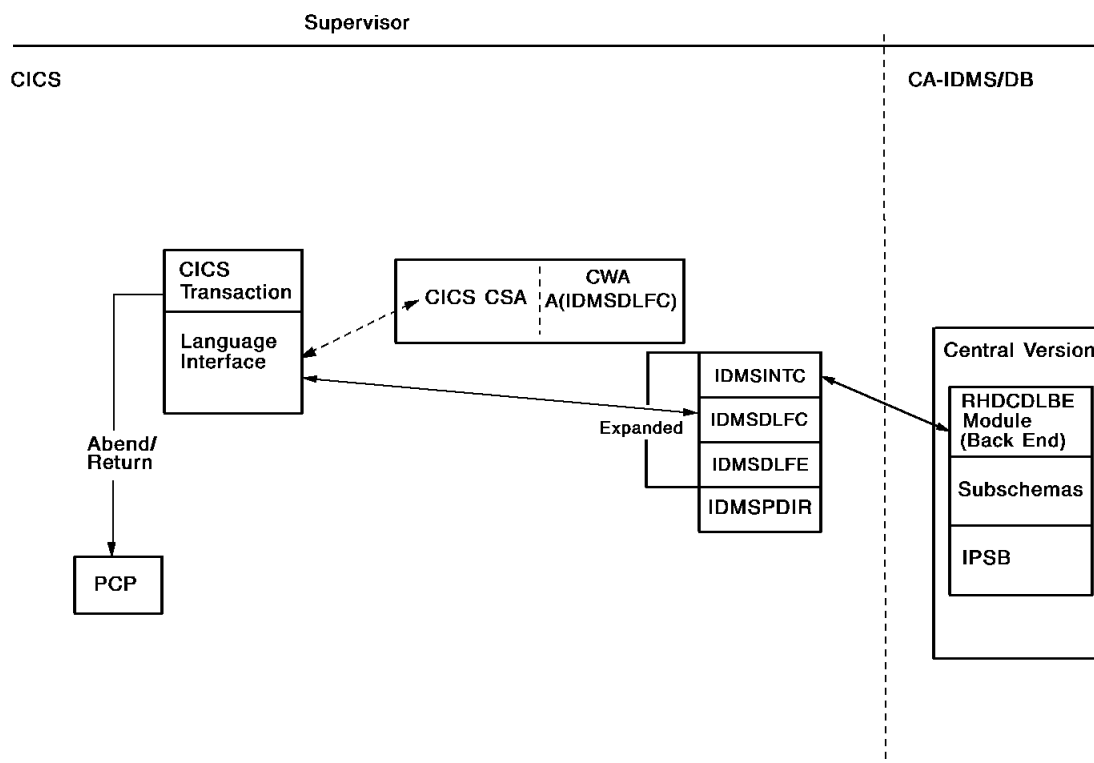 Supervisor
CICS
CA-IDMS/DB
CICS
Transaction
Language
Interface
CICS CSA
CWA
A(IDMSDLFC)
Abend/
Return
PCP
Expanded
IDMSINTC
IDMSDLFC
IDMSDLFE
IDMSPDIR
Central Version
RHDCDLBE
Module
(Back End)
Subschemas
IPSB